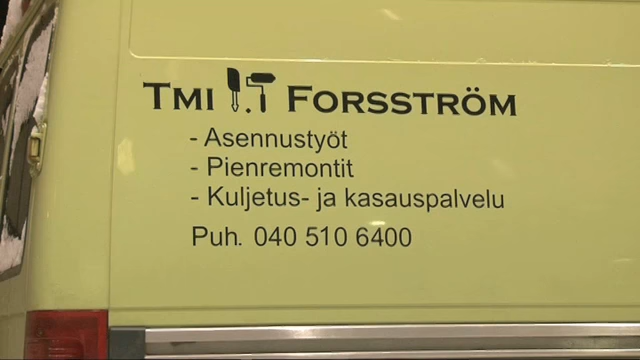 TMI J.T FORSSTRÖM
- Asennustyöt
- Pienremontit
- Kuljetus- ja kasauspalvelu
Puh. 040 510 6400